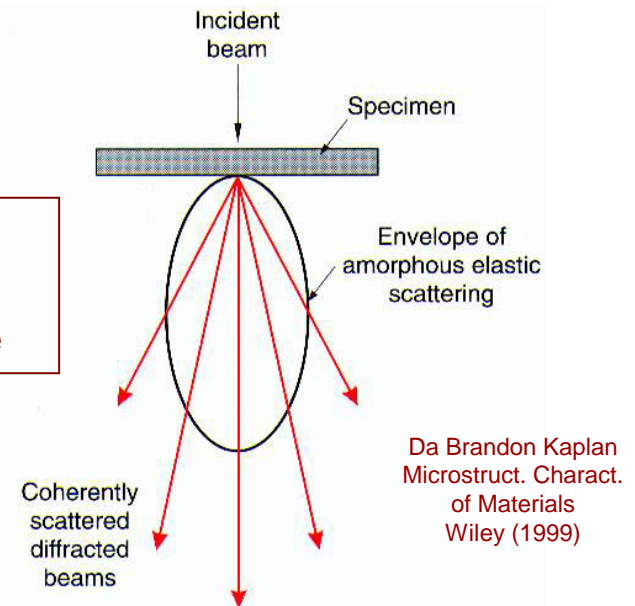 Incident
beam
Specimen
Envelope of
amorphous elastic
scattering
Coherently
scattered
diffracted
beams
Da Brandon Kaplan
Microstruct. Charact.
of Materials
Wiley (1999)